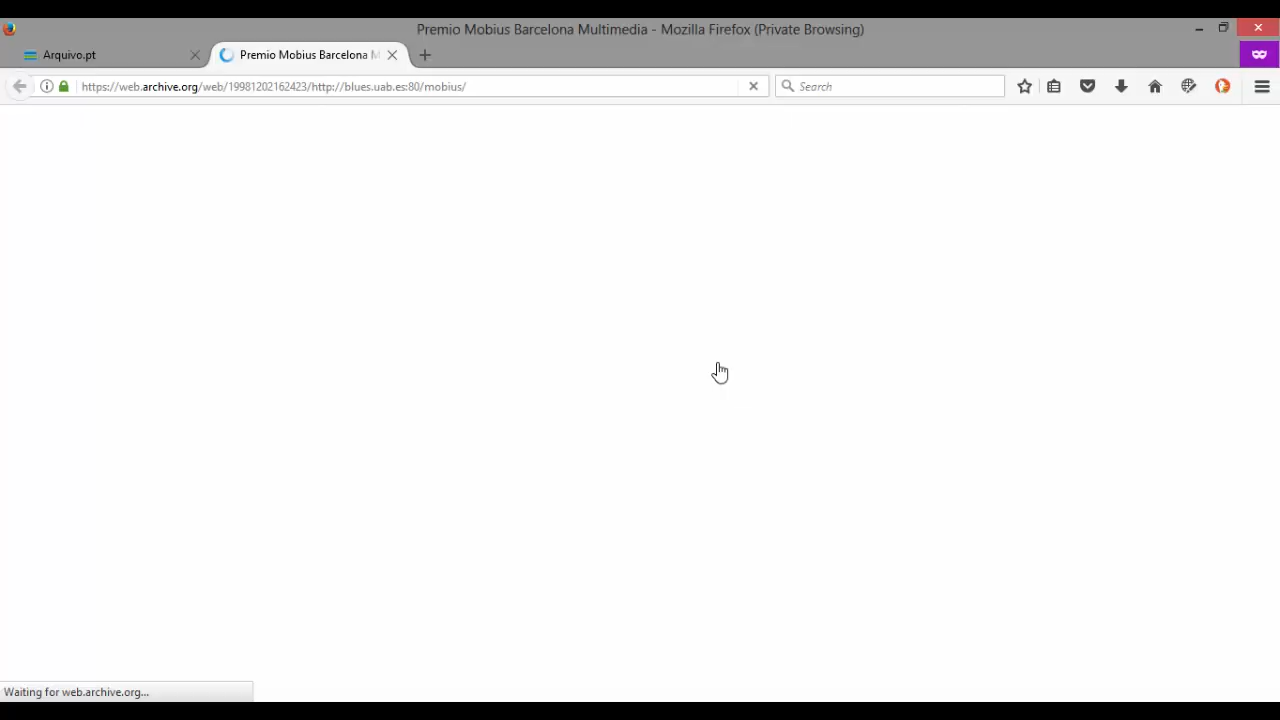 Premio Mobius Barcelona Multimedia - Mozilla Firefox (Private Browsing)
Arquivo.pt
Premio Mobius Barcelona M
https://web.archive.org/web/19981202162423/http://blues.uab.es:80/mobius/
Search
Waiting for web.archive.org...